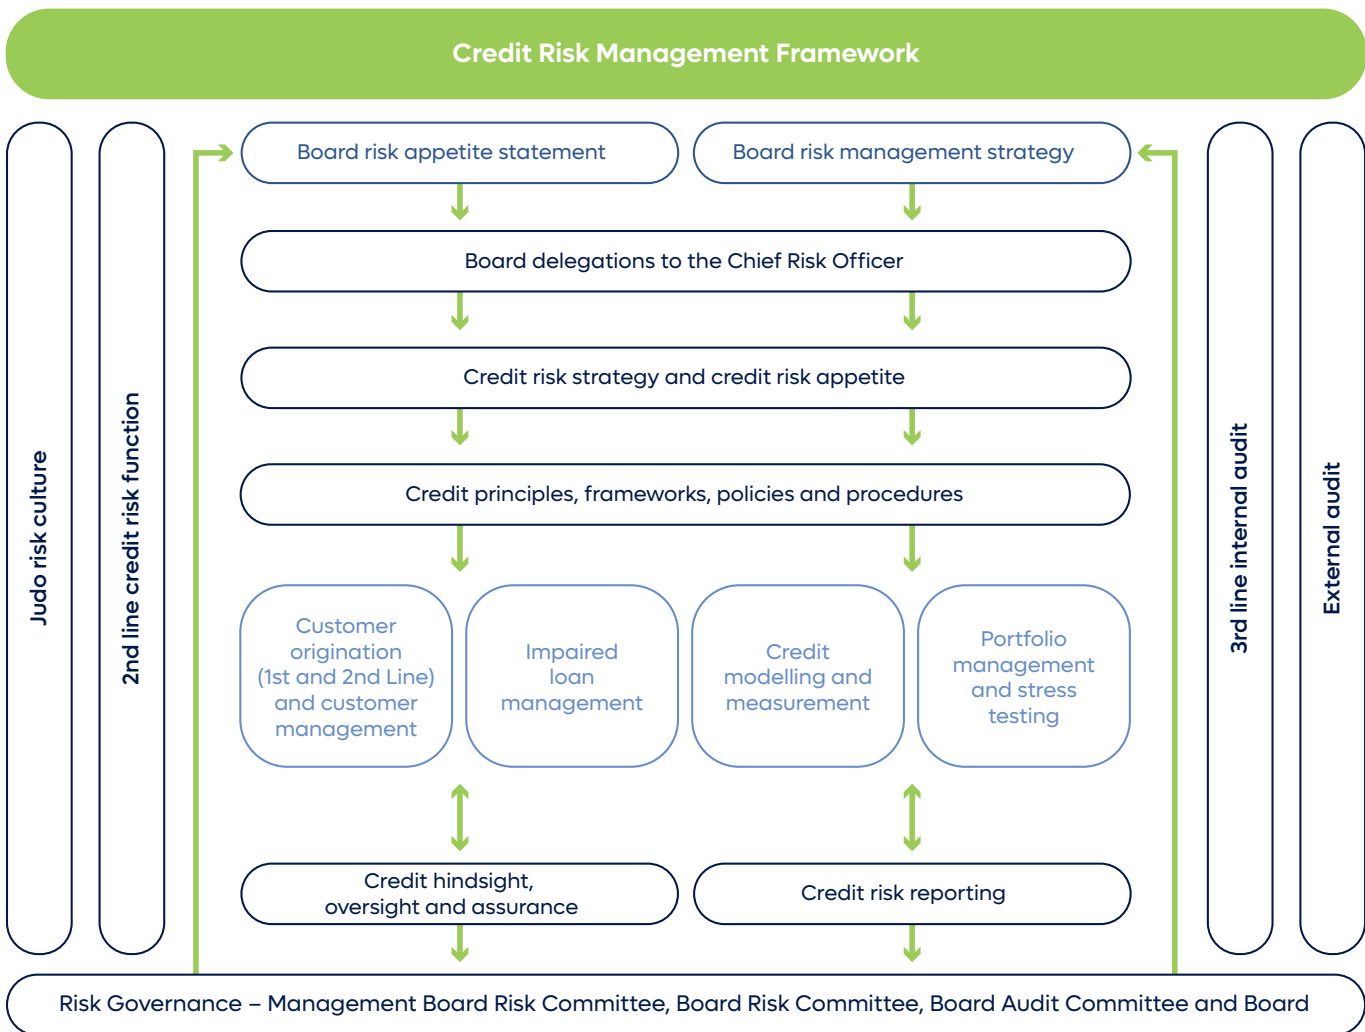 Credit Risk Management Framework
Judo risk culture
2nd line credit risk function
Board risk appetite statement
Board risk management strategy
Board delegations to the Chief Risk Officer
Credit risk strategy and credit risk appetite
Credit principles, frameworks, policies and procedures
Customer
origination
(1st and 2nd Line)
and customer
management
Impaired
loan
management
Credit
modelling and
measurement
Portfolio
management
and stress
testing
Credit hindsight,
oversight and assurance
Credit risk reporting
3rd line internal audit
External audit
Risk Governance – Management Board Risk Committee, Board Risk Committee, Board Audit Committee and Board